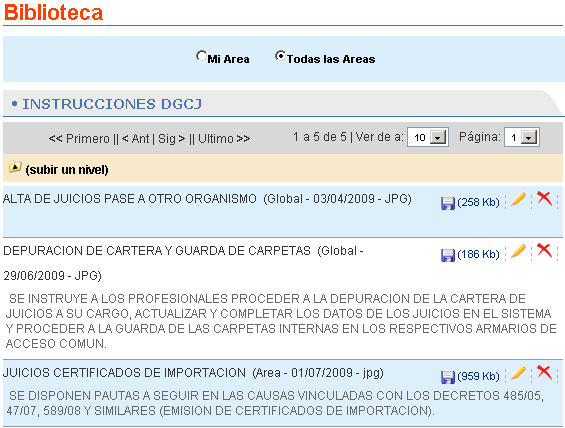 Biblioteca
Mi Area Todas las Areas
• INSTRUCCIONES DGCJ
<< Primero || < Ant | Sig > || Ultimo >> 1 a 5 de 5 | Ver de a: 10 Página: 1
(subir un nivel)
ALTA DE JUICIOS PASE A OTRO ORGANISMO (Global - 03/04/2009 - JPG) (258 Kb)
DEPURACION DE CARTERA Y GUARDA DE CARPETAS (Global - (186 Kb)
29/06/2009 - JPG)
SE INSTRUYE A LOS PROFESIONALES PROCEDER A LA DEPURACION DE LA CARTERA DE
JUICIOS A SU CARGO, ACTUALIZAR Y COMPLETAR LOS DATOS DE LOS JUICIOS EN EL SISTEMA
Y PROCEDER A LA GUARDA DE LAS CARPETAS INTERNAS EN LOS RESPECTIVOS ARMARIOS DE
ACCESO COMUN.
JUICIOS CERTIFICADOS DE IMPORTACION (Area - 01/07/2009 - jpg) (959 Kb)
SE DISPONEN PAUTAS A SEGUIR EN LAS CAUSAS VINCULADAS CON LOS DECRETOS 485/05,
47/07, 589/08 Y SIMILARES (EMISION DE CERTIFICADOS DE IMPORTACION).